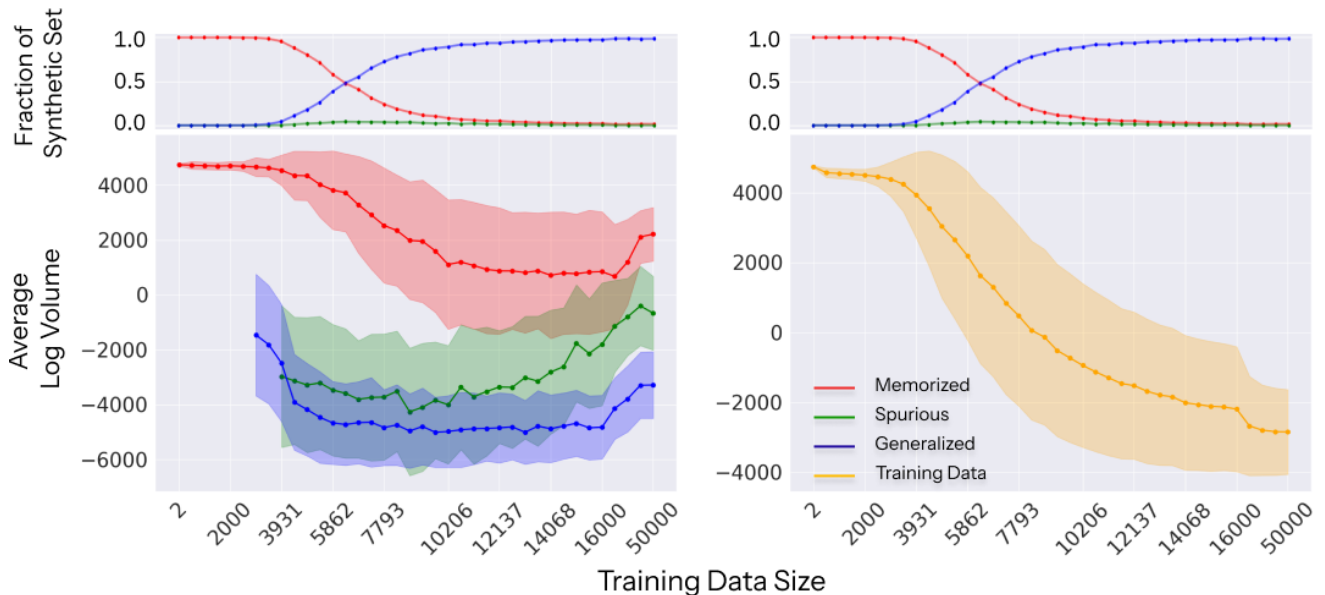 Fraction of
Synthetic Set
1.0
0.5
0.0
1.0
0.5
0.0
Average
Log Volume
4000
2000
0
−2000
−4000
−6000
4000
2000
0
−2000
−4000
Memorized
Spurious
Generalized
Training Data
2 2000 3931 5862 7793 10206 12137 14068 16000 50000
2 2000 3931 5862 7793 10206 12137 14068 16000 50000
Training Data Size